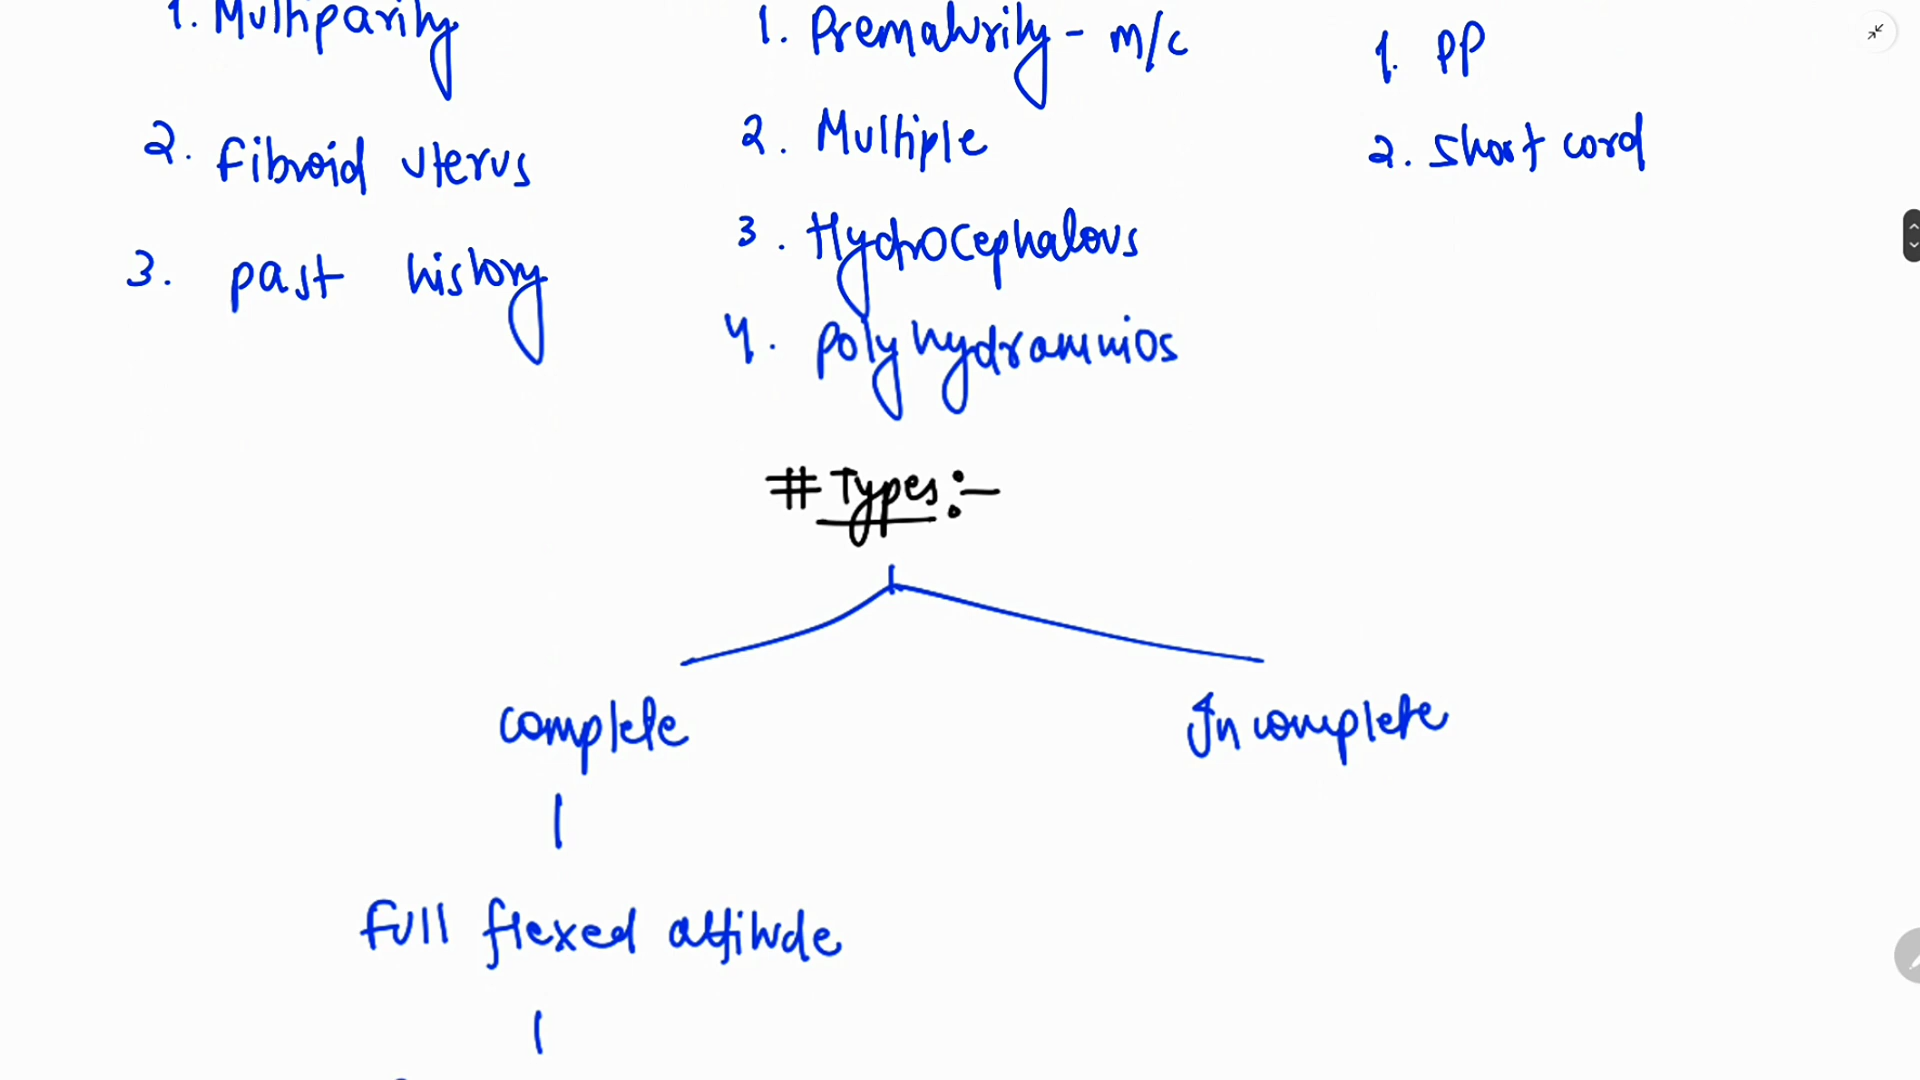 1. Multiparity
2. Fibroid uterus
3. past history
1. Prematurity - m/c
2. Multiple
3. Hydrocephalous
4. polyhydramnios
1. PP
2. short cord
# Types :-
complete
Incomplete
full flexed attitude